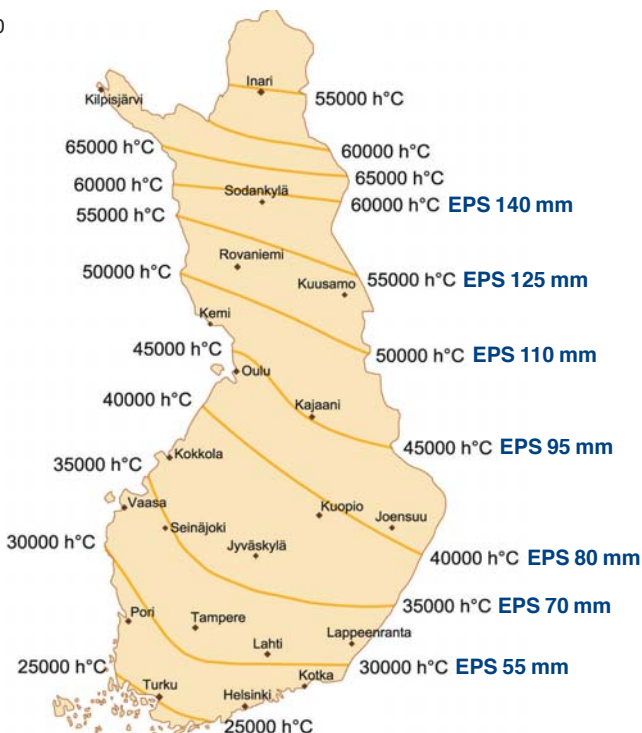 0
Inari
55000 h°C
Kilpisjärvi
65000 h°C
60000 h°C
65000 h°C
60000 h°C
Sodankylä
60000 h°C EPS 140 mm
55000 h°C
Rovaniemi
50000 h°C
Kuusamo
55000 h°C EPS 125 mm
Kemi
45000 h°C
50000 h°C EPS 110 mm
Oulu
40000 h°C
Kajaani
45000 h°C EPS 95 mm
Kokkola
35000 h°C
Vaasa
Kuopio
Seinäjoki
Joensuu
30000 h°C
Jyväskylä
40000 h°C EPS 80 mm
35000 h°C EPS 70 mm
Pori
Tampere
Lappeenranta
Lahti
25000 h°C
30000 h°C EPS 55 mm
Kotka
Turku
Helsinki
25000 h°C